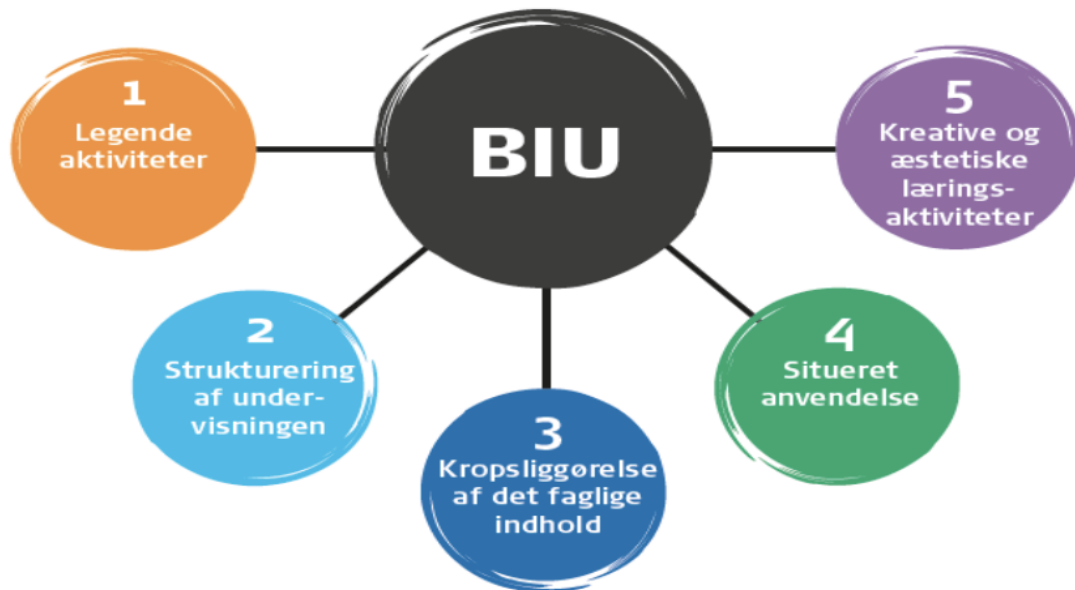 BIU
1
Legende
aktiviteter
2
Strukturering
af under-
visningen
3
Kropsliggørelse
af det faglige
indhold
4
Situeret
anvendelse
5
Kreative og
æstetiske
lærings-
aktiviteter